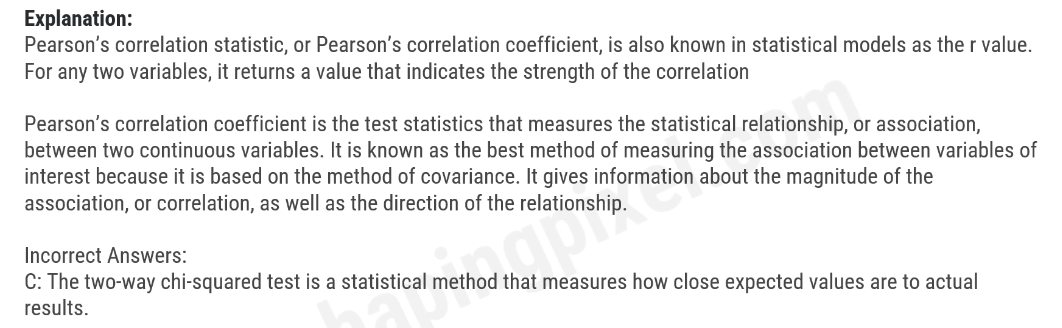 Explanation:
Pearson's correlation statistic, or Pearson's correlation coefficient, is also known in statistical models as the r value.
For any two variables, it returns a value that indicates the strength of the correlation
Pearson's correlation coefficient is the test statistics that measures the statistical relationship, or association,
between two continuous variables. It is known as the best method of measuring the association between variables of
interest because it is based on the method of covariance. It gives information about the magnitude of the
association, or correlation, as well as the direction of the relationship.
Incorrect Answers:
C: The two-way chi-squared test is a statistical method that measures how close expected values are to actual
results.
hapingpixel.com